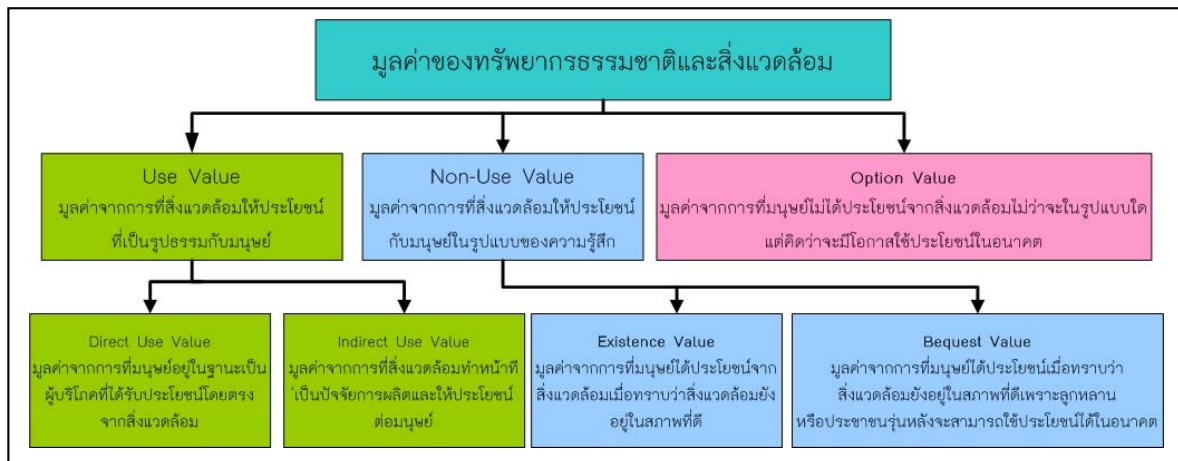 มูลค่าของทรัพยากรธรรมชาติและสิ่งแวดล้อม
Use Value
มูลค่าจากการที่สิ่งแวดล้อมให้ประโยชน์
ที่เป็นรูปธรรมกับมนุษย์
Non-Use Value
มูลค่าจากการที่สิ่งแวดล้อมให้ประโยชน์
กับมนุษย์ในรูปแบบของความรู้สึก
Option Value
มูลค่าจากการที่มนุษย์ไม่ได้ประโยชน์จากสิ่งแวดล้อมไม่ว่าจะในรูปแบบใด
แต่คิดว่าจะมีโอกาสใช้ประโยชน์ในอนาคต
Direct Use Value
มูลค่าจากการที่มนุษย์อยู่ในฐานะเป็น
ผู้บริโภคที่ได้รับประโยชน์โดยตรง
จากสิ่งแวดล้อม
Indirect Use Value
มูลค่าจากการที่สิ่งแวดล้อมทำหน้าที
่เป็นปัจจัยการผลิตและให้ประโยชน์
ต่อมนุษย์
Existence Value
มูลค่าจากการที่มนุษย์ได้ประโยชน์จาก
สิ่งแวดล้อมเมื่อทราบว่าสิ่งแวดล้อมยัง
อยู่ในสภาพที่ดี
Bequest Value
มูลค่าจากการที่มนุษย์ได้ประโยชน์เมื่อทราบว่า
สิ่งแวดล้อมยังอยู่ในสภาพที่ดีเพราะลูกหลาน
หรือประชาชนรุ่นหลังจะสามารถใช้ประโยชน์ได้ในอนาคต